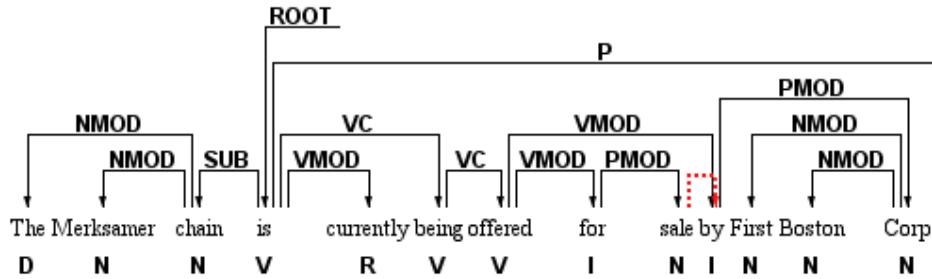 ROOT
P
PMOD
NMOD VC VMOD NMOD
NMOD SUB VMOD VC VMOD PMOD NMOD
The Merksamer chain is currently being offered for sale by First Boston Corp
D N N V R V V I N I N N N